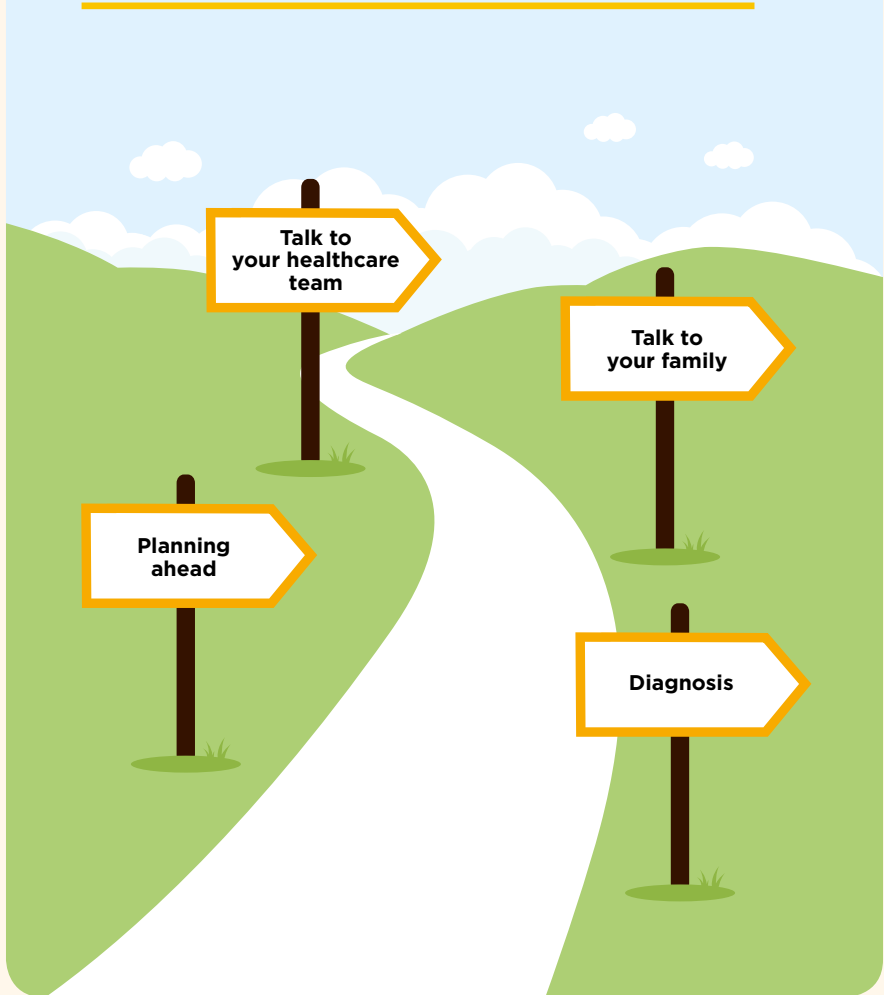 Talk to
your healthcare
team
Talk to
your family
Planning
ahead
Diagnosis